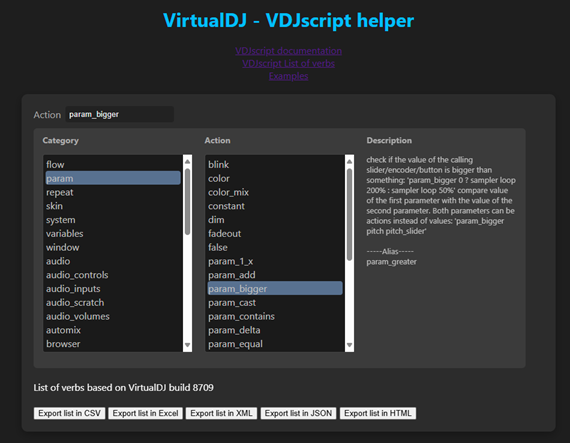 VirtualDJ - VDJscript helper
VDJscript documentation
VDJScript List of verbs
Examples
Action param_bigger
Category
flow
param
repeat
skin
system
variables
window
audio
audio_controls
audio_inputs
audio_scratch
audio_volumes
automix
browser
Action
blink
color
color_mix
constant
dim
fadeout
false
param_1_x
param_add
param_bigger
param_cast
param_contains
param_delta
param_equal
Description
check if the value of the calling
slider/encoder/button is bigger than
something: 'param_bigger 0 ? sampler loop
200% : sampler loop 50%' compare value
of the first parameter with the value of the
second parameter. Both parameters can be
actions instead of values: 'param_bigger
pitch pitch_slider'
-----Alias-----
param_greater
List of verbs based on VirtualDJ build 8709
Export list in CSV Export list in Excel Export list in XML Export list in JSON Export list in HTML